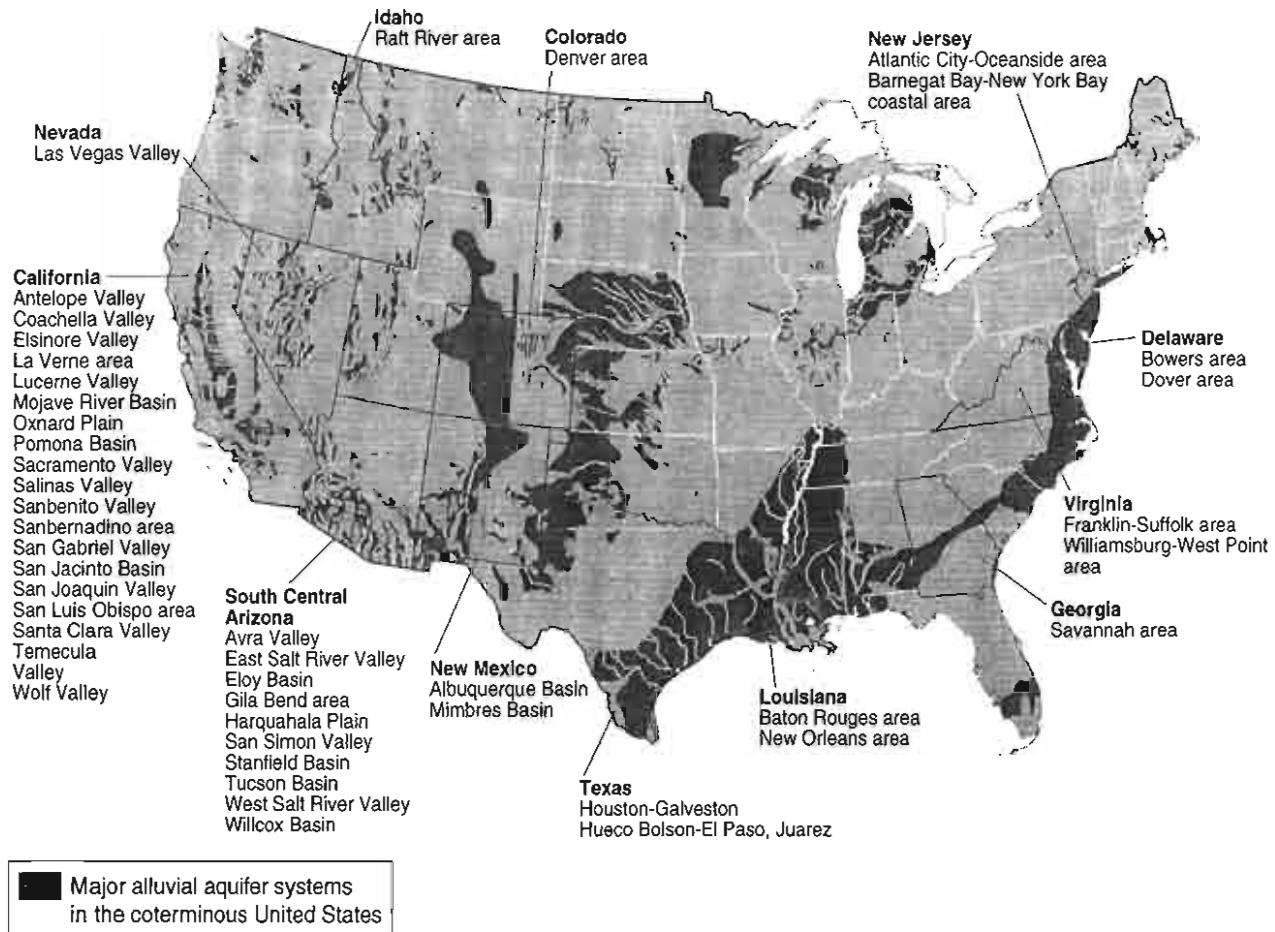 Idaho
Raft River area
Colorado
Denver area
New Jersey
Atlantic City-Oceanside area
Barnegat Bay-New York Bay
coastal area
Nevada
Las Vegas Valley
California
Antelope Valley
Coachella Valley
Elsinore Valley
La Verne area
Lucerne Valley
Mojave River Basin
Oxnard Plain
Pomona Basin
Sacramento Valley
Salinas Valley
Sanbenito Valley
Sanbernadino area
San Gabriel Valley
San Jacinto Basin
San Joaquin Valley
San Luis Obispo area
Santa Clara Valley
Temecula
Valley
Wolf Valley
South Central
Arizona
Avra Valley
East Salt River Valley
Eloy Basin
Gila Bend area
Harquahala Plain
San Simon Valley
Stanfield Basin
Tucson Basin
West Salt River Valley
Willcox Basin
New Mexico
Albuquerque Basin
Mimbres Basin
Texas
Houston-Galveston
Hueco Bolson-El Paso, Juarez
Louisiana
Baton Rouges area
New Orleans area
Delaware
Bowers area
Dover area
Virginia
Franklin-Suffolk area
Williamsburg-West Point
area
Georgia
Savannah area
Major alluvial aquifer systems
in the coterminous United States